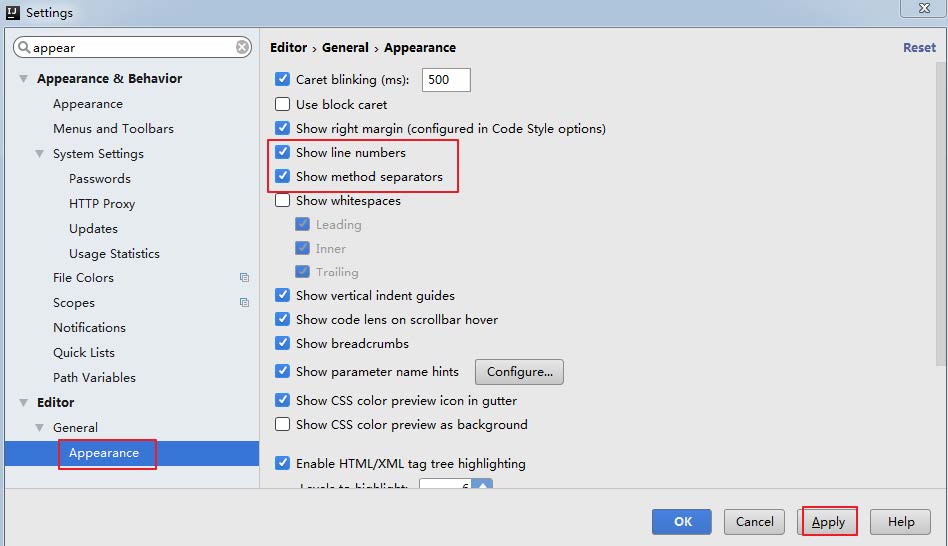 IJ Settings
appear
Appearance & Behavior
Appearance
Menus and Toolbars
System Settings
Passwords
HTTP Proxy
Updates
Usage Statistics
File Colors
Scopes
Notifications
Quick Lists
Path Variables
Editor
General
Appearance
Editor › General › Appearance
Reset
Caret blinking (ms): 500
Use block caret
Show right margin (configured in Code Style options)
Show line numbers
Show method separators
Show whitespaces
Leading
Inner
Trailing
Show vertical indent guides
Show code lens on scrollbar hover
Show breadcrumbs
Show parameter name hints Configure...
Show CSS color preview icon in gutter
Show CSS color preview as background
Enable HTML/XML tag tree highlighting
Levels to highlight: 6
OK Cancel Apply Help